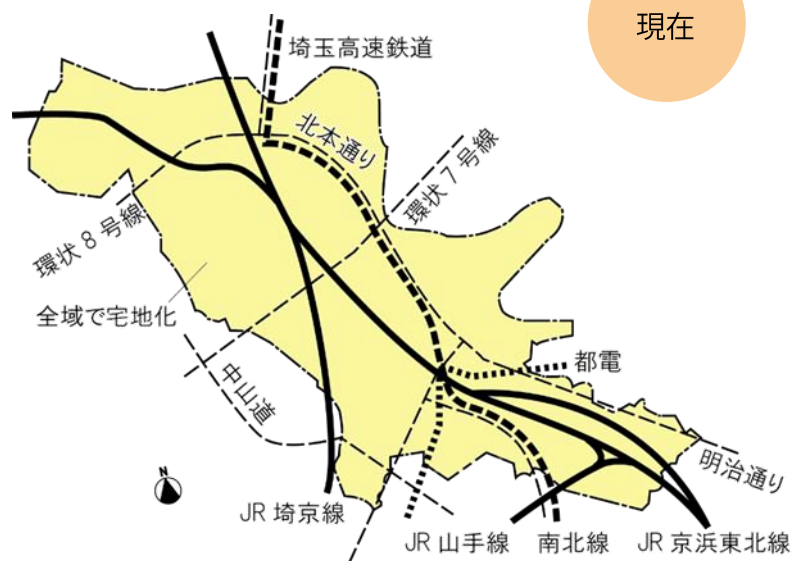 現在
埼玉高速鉄道
北本通り
環状7号線
環状8号線
全域で宅地化
都電
中山道
明治通り
N
JR 埼京線
JR 山手線
南北線
JR 京浜東北線